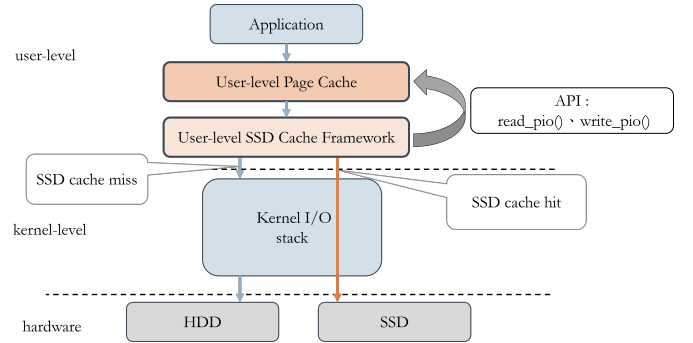 Application
user-level
User-level Page Cache
API :
read_pio()、write_pio()
User-level SSD Cache Framework
SSD cache miss
SSD cache hit
Kernel I/O
stack
kernel-level
HDD
SSD
hardware